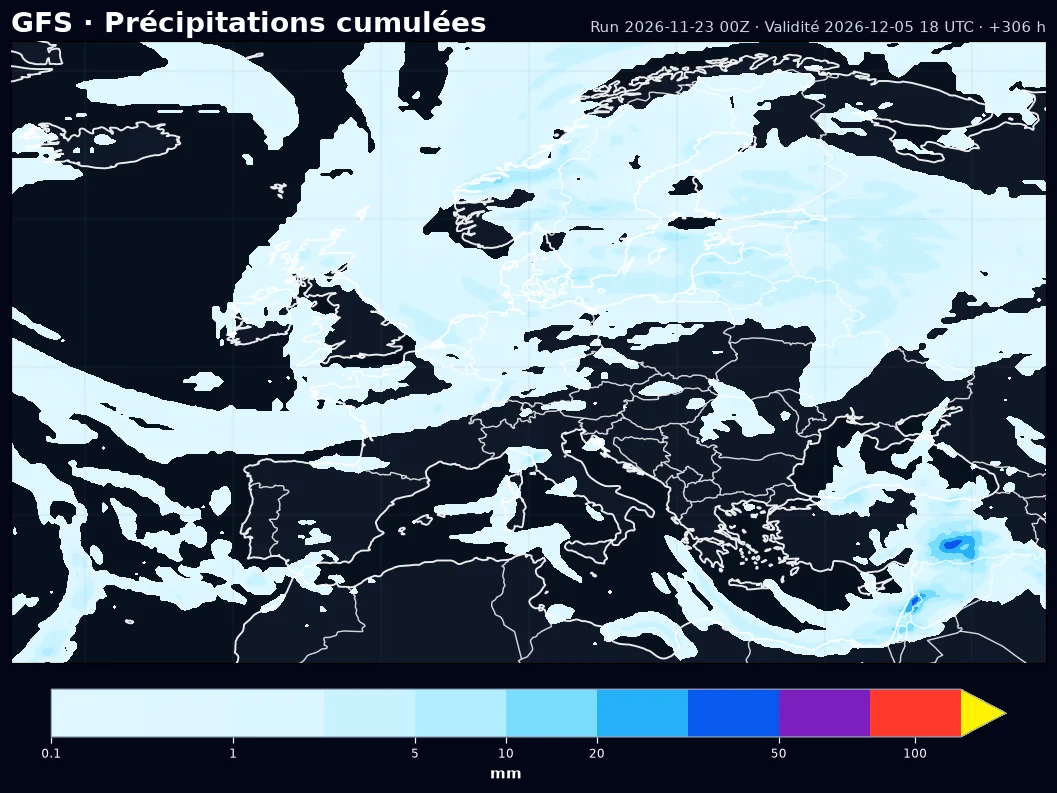 GFS · Précipitations cumulées
Run 2026-11-23 00Z · Validité 2026-12-05 18 UTC · +306 h
0.1 1 5 10 20 50 100
mm